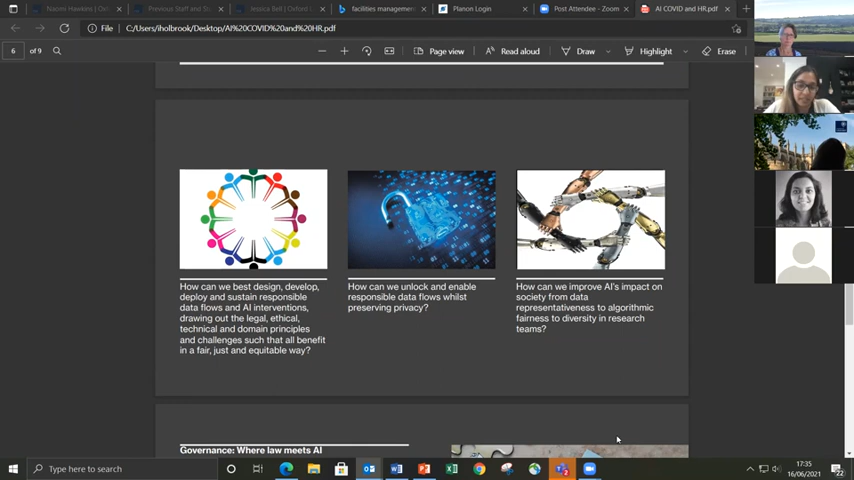 Naomi Hawkins | Oxf
Previous Staff and Su
Jessica Bell | Oxford U
facilities managemen
Planon Login
Post Attendee - Zoom
AI COVID and HR.pdf
File
C:/Users/iholbrook/Desktop/AI%20COVID%20and%20HR.pdf
6 of 9
Page view
Read aloud
Draw
Highlight
Erase
How can we best design, develop,
deploy and sustain responsible
data flows and AI interventions,
drawing out the legal, ethical,
technical and domain principles
and challenges such that all benefit
in a fair, just and equitable way?
How can we unlock and enable
responsible data flows whilst
preserving privacy?
How can we improve AI's impact on
society from data
representativeness to algorithmic
fairness to diversity in research
teams?
Governance: Where law meets AI
Type here to search
17:35
16/06/2021
22